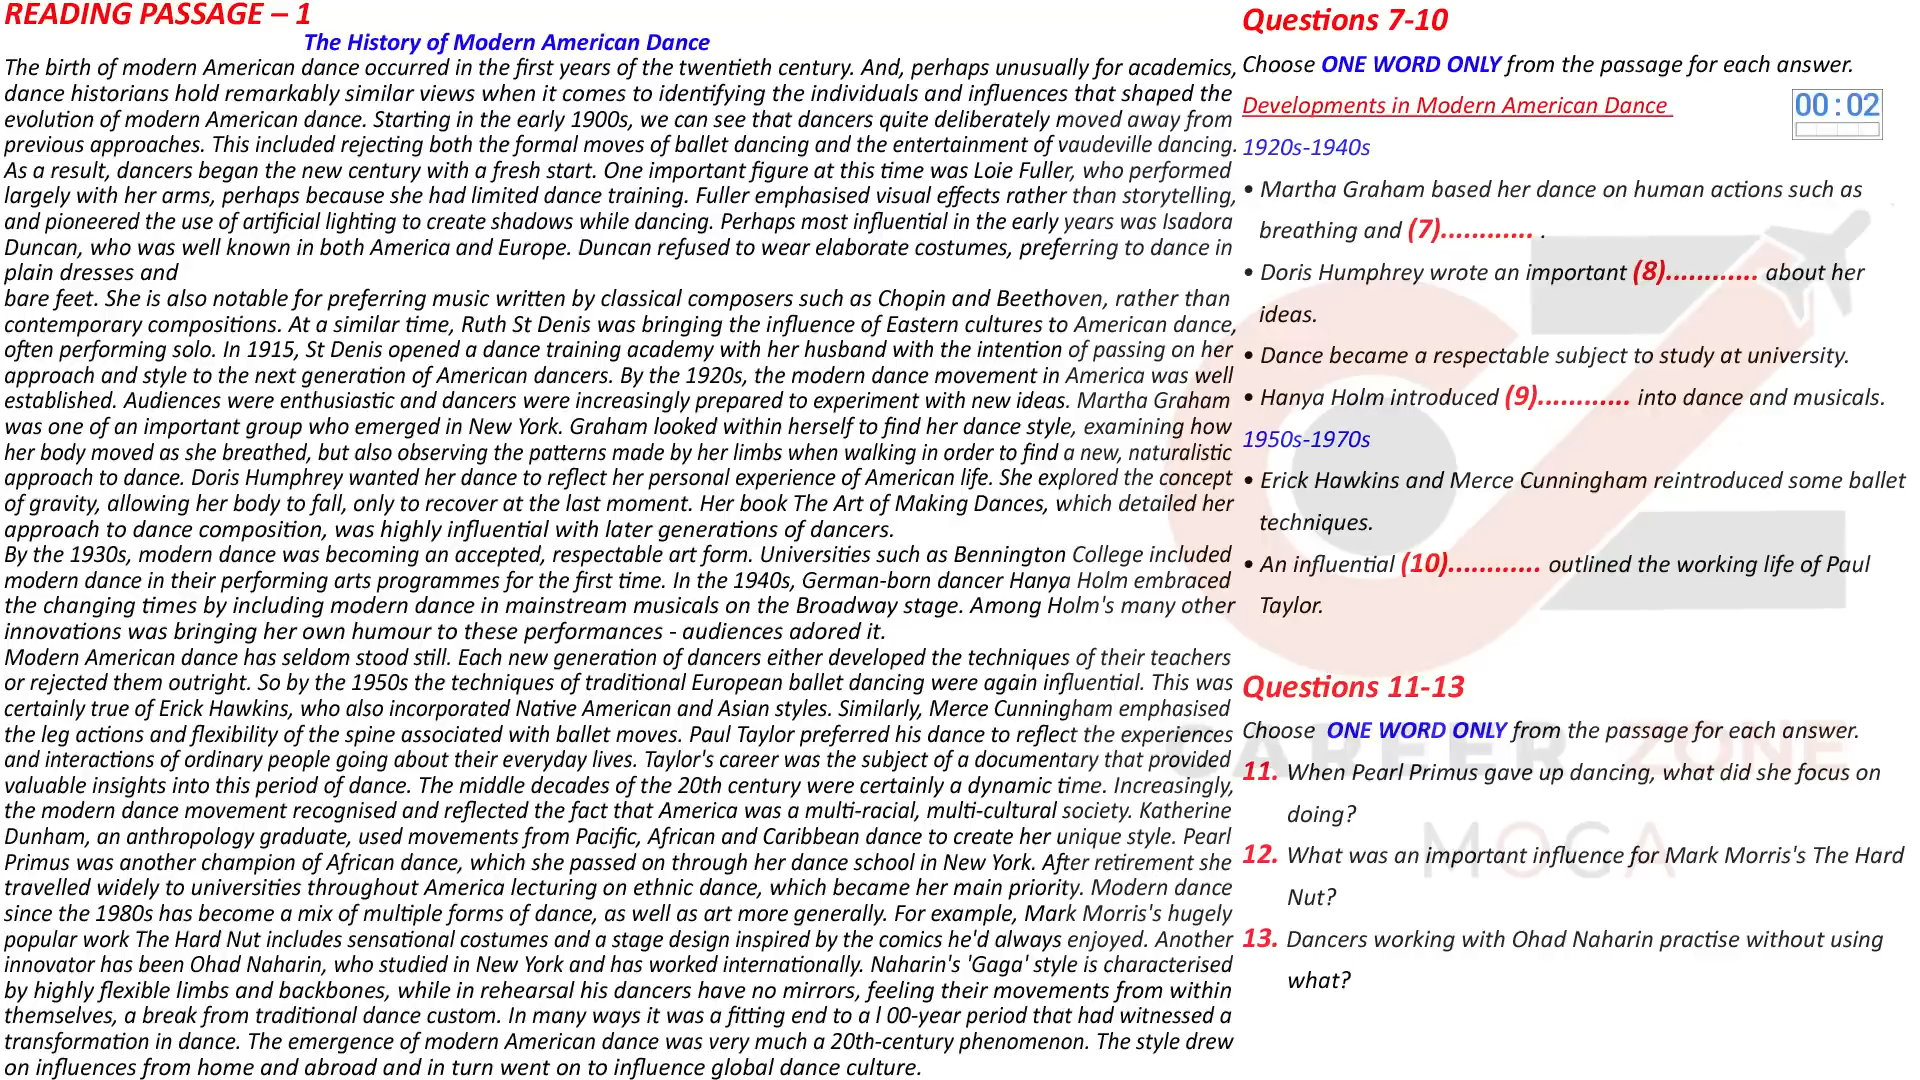 READING PASSAGE – 1
The History of Modern American Dance
The birth of modern American dance occurred in the first years of the twentieth century. And, perhaps unusually for academics,
dance historians hold remarkably similar views when it comes to identifying the individuals and influences that shaped the
evolution of modern American dance. Starting in the early 1900s, we can see that dancers quite deliberately moved away from
previous approaches. This included rejecting both the formal moves of ballet dancing and the entertainment of vaudeville dancing.
As a result, dancers began the new century with a fresh start. One important figure at this time was Loie Fuller, who performed
largely with her arms, perhaps because she had limited dance training. Fuller emphasised visual effects rather than storytelling,
and pioneered the use of artificial lighting to create shadows while dancing. Perhaps most influential in the early years was Isadora
Duncan, who was well known in both America and Europe. Duncan refused to wear elaborate costumes, preferring to dance in
plain dresses and
bare feet. She is also notable for preferring music written by classical composers such as Chopin and Beethoven, rather than
contemporary compositions. At a similar time, Ruth St Denis was bringing the influence of Eastern cultures to American dance,
often performing solo. In 1915, St Denis opened a dance training academy with her husband with the intention of passing on her
approach and style to the next generation of American dancers. By the 1920s, the modern dance movement in America was well
established. Audiences were enthusiastic and dancers were increasingly prepared to experiment with new ideas. Martha Graham
was one of an important group who emerged in New York. Graham looked within herself to find her dance style, examining how
her body moved as she breathed, but also observing the patterns made by her limbs when walking in order to find a new, naturalistic
approach to dance. Doris Humphrey wanted her dance to reflect her personal experience of American life. She explored the concept
of gravity, allowing her body to fall, only to recover at the last moment. Her book The Art of Making Dances, which detailed her
approach to dance composition, was highly influential with later generations of dancers.
By the 1930s, modern dance was becoming an accepted, respectable art form. Universities such as Bennington College included
modern dance in their performing arts programmes for the first time. In the 1940s, German-born dancer Hanya Holm embraced
the changing times by including modern dance in mainstream musicals on the Broadway stage. Among Holm's many other
innovations was bringing her own humour to these performances - audiences adored it.
Modern American dance has seldom stood still. Each new generation of dancers either developed the techniques of their teachers
or rejected them outright. So by the 1950s the techniques of traditional European ballet dancing were again influential. This was
certainly true of Erick Hawkins, who also incorporated Native American and Asian styles. Similarly, Merce Cunningham emphasised
the leg actions and flexibility of the spine associated with ballet moves. Paul Taylor preferred his dance to reflect the experiences
and interactions of ordinary people going about their everyday lives. Taylor's career was the subject of a documentary that provided
valuable insights into this period of dance. The middle decades of the 20th century were certainly a dynamic time. Increasingly,
the modern dance movement recognised and reflected the fact that America was a multi-racial, multi-cultural society. Katherine
Dunham, an anthropology graduate, used movements from Pacific, African and Caribbean dance to create her unique style. Pearl
Primus was another champion of African dance, which she passed on through her dance school in New York. After retirement she
travelled widely to universities throughout America lecturing on ethnic dance, which became her main priority. Modern dance
since the 1980s has become a mix of multiple forms of dance, as well as art more generally. For example, Mark Morris's hugely
popular work The Hard Nut includes sensational costumes and a stage design inspired by the comics he'd always enjoyed. Another
innovator has been Ohad Naharin, who studied in New York and has worked internationally. Naharin's 'Gaga' style is characterised
by highly flexible limbs and backbones, while in rehearsal his dancers have no mirrors, feeling their movements from within
themselves, a break from traditional dance custom. In many ways it was a fitting end to a l 00-year period that had witnessed a
transformation in dance. The emergence of modern American dance was very much a 20th-century phenomenon. The style drew
on influences from home and abroad and in turn went on to influence global dance culture.
Questions 7-10
Choose ONE WORD ONLY from the passage for each answer.
Developments in Modern American Dance
00:02
1920s-1940s
• Martha Graham based her dance on human actions such as
breathing and (7)............ .
• Doris Humphrey wrote an important (8)............ about her
ideas.
• Dance became a respectable subject to study at university.
• Hanya Holm introduced (9)............ into dance and musicals.
1950s-1970s
• Erick Hawkins and Merce Cunningham reintroduced some ballet
techniques.
• An influential (10)............ outlined the working life of Paul
Taylor.
Questions 11-13
Choose ONE WORD ONLY from the passage for each answer.
11. When Pearl Primus gave up dancing, what did she focus on
doing?
12. What was an important influence for Mark Morris's The Hard
Nut?
13. Dancers working with Ohad Naharin practise without using
what?
CAREER ZONE
MOGA